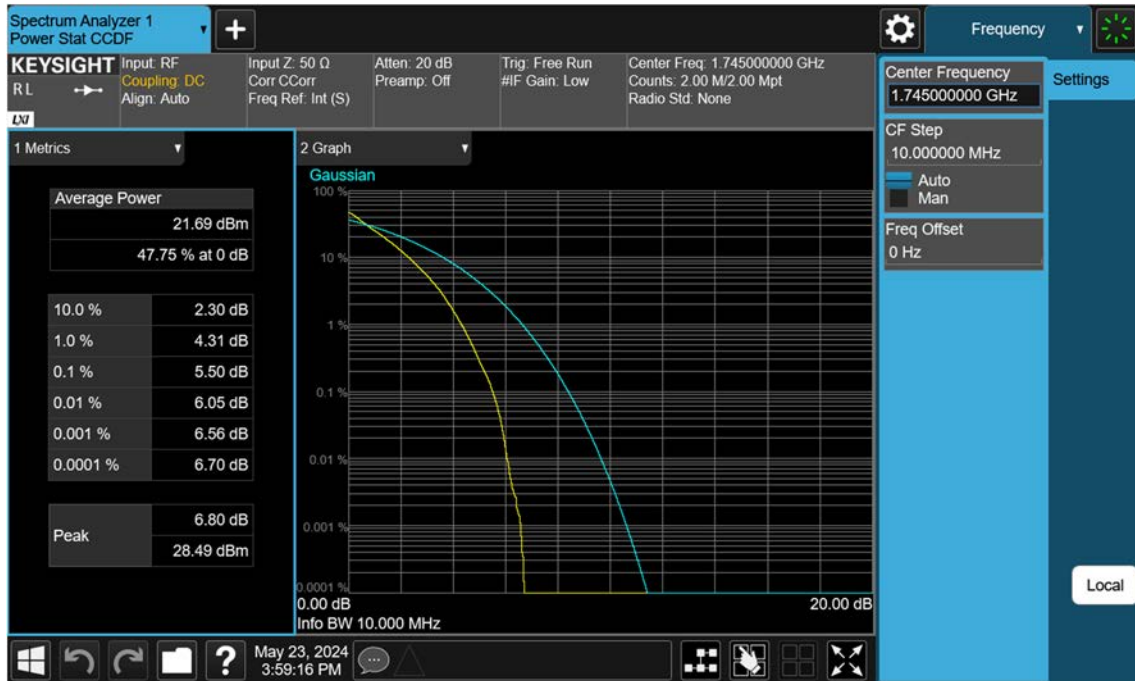 Spectrum Analyzer 1
Power Stat CCDF
Frequency
KEYSIGHT
R L
LXI
Input: RF
Coupling: DC
Align: Auto
Input Z: 50 Ω
Corr CCorr
Freq Ref: Int (S)
Atten: 20 dB
Preamp: Off
Trig: Free Run
#IF Gain: Low
Center Freq: 1.745000000 GHz
Counts: 2.00 M/2.00 Mpt
Radio Std: None
Center Frequency
1.745000000 GHz
Settings
CF Step
10.000000 MHz
Auto
Man
Freq Offset
0 Hz
Local
1 Metrics
Average Power
21.69 dBm
47.75 % at 0 dB
10.0 % 2.30 dB
1.0 % 4.31 dB
0.1 % 5.50 dB
0.01 % 6.05 dB
0.001 % 6.56 dB
0.0001 % 6.70 dB
Peak
6.80 dB
28.49 dBm
2 Graph
Gaussian
100 %
10 %
1 %
0.1 %
0.01 %
0.001 %
0.0001 %
0.00 dB 20.00 dB
Info BW 10.000 MHz
?
May 23, 2024
3:59:16 PM